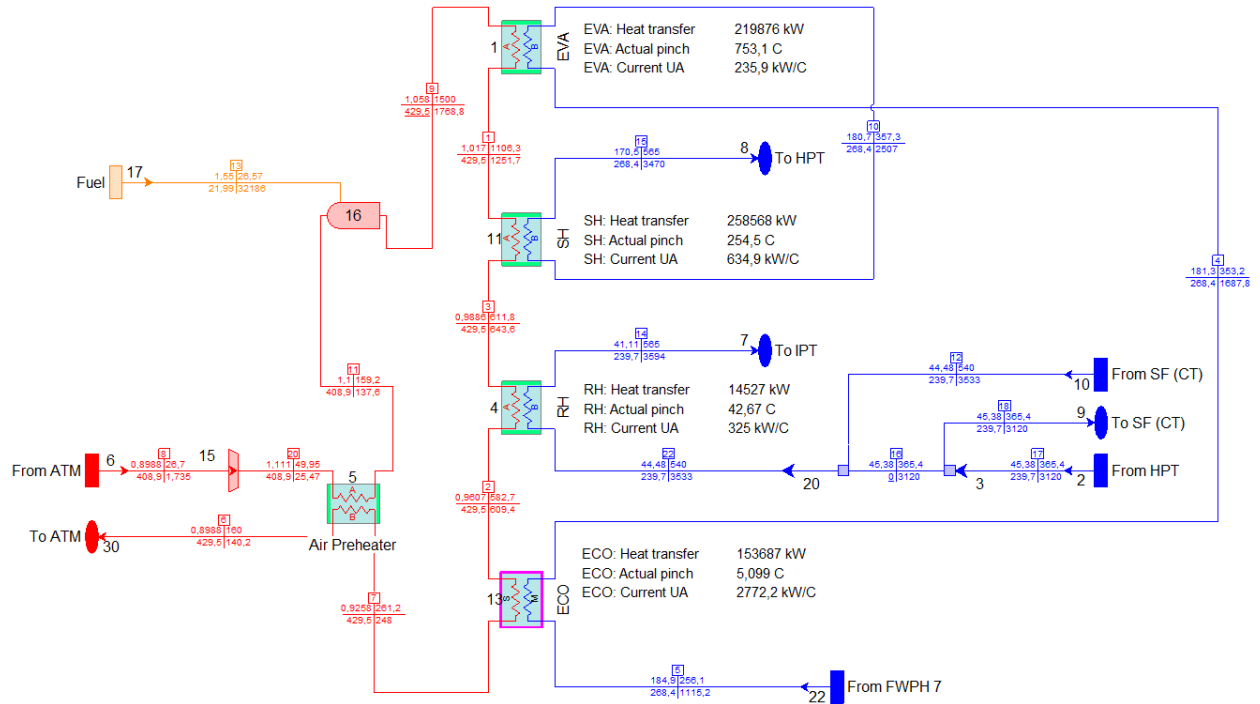 1
A
B
EVA
EVA: Heat transfer 219876 kW
EVA: Actual pinch 753,1 C
EVA: Current UA 235,9 kW/C
9
1,058 1500
429,5 1768,8
1
1,017 1106,3
429,5 1251,7
10
180,7 357,3
268,4 2507
15
170,5 565
268,4 3470
8
To HPT
Fuel
17
13
1,55 26,57
21,99 32186
16
11
A
B
SH
SH: Heat transfer 258568 kW
SH: Actual pinch 254,5 C
SH: Current UA 634,9 kW/C
4
181,3 353,2
268,4 1687,8
3
0,9886 611,8
429,5 643,6
14
41,11 565
239,7 3594
7
To IPT
11
1,1 159,2
408,9 137,6
4
A
B
RH
RH: Heat transfer 14527 kW
RH: Actual pinch 42,67 C
RH: Current UA 325 kW/C
12
44,48 540
239,7 3533
10
From SF (CT)
18
45,38 365,4
239,7 3120
9
To SF (CT)
From ATM
6
8
0,8988 26,7
408,9 1,735
15
20
1,111 49,95
408,9 25,47
5
A
B
Air Preheater
22
44,48 540
239,7 3533
20
16
45,38 365,4
0 3120
3
17
45,38 365,4
239,7 3120
2
From HPT
2
0,9607 582,7
429,5 609,4
To ATM
30
6
0,8988 160
429,5 140,2
7
0,9258 261,2
429,5 248
13
S
M
ECO
ECO: Heat transfer 153687 kW
ECO: Actual pinch 5,099 C
ECO: Current UA 2772,2 kW/C
5
184,9 256,1
268,4 1115,2
22
From FWPH 7